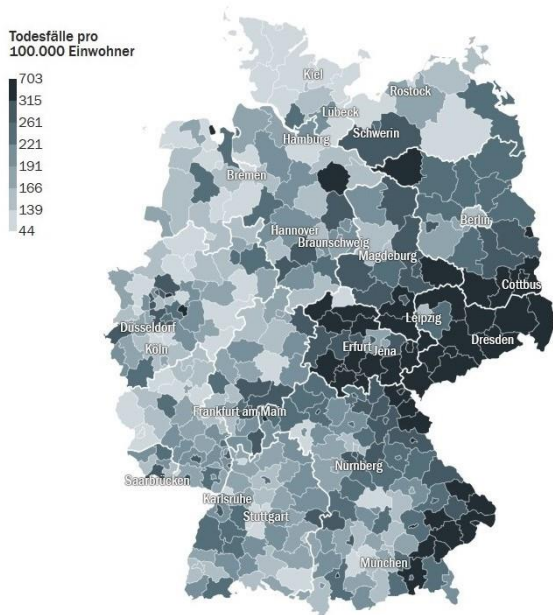 Todesfälle pro
100.000 Einwohner
703
315
261
221
191
166
139
44
Kiel
Rostock
Lübeck
Schwerin
Hamburg
Bremen
Berlin
Hannover
Braunschweig
Magdeburg
Cottbus
Leipzig
Düsseldorf
Dresden
Erfurt
Jena
Köln
Frankfurt am Main
Nürnberg
Saarbrücken
Karlsruhe
Stuttgart
München